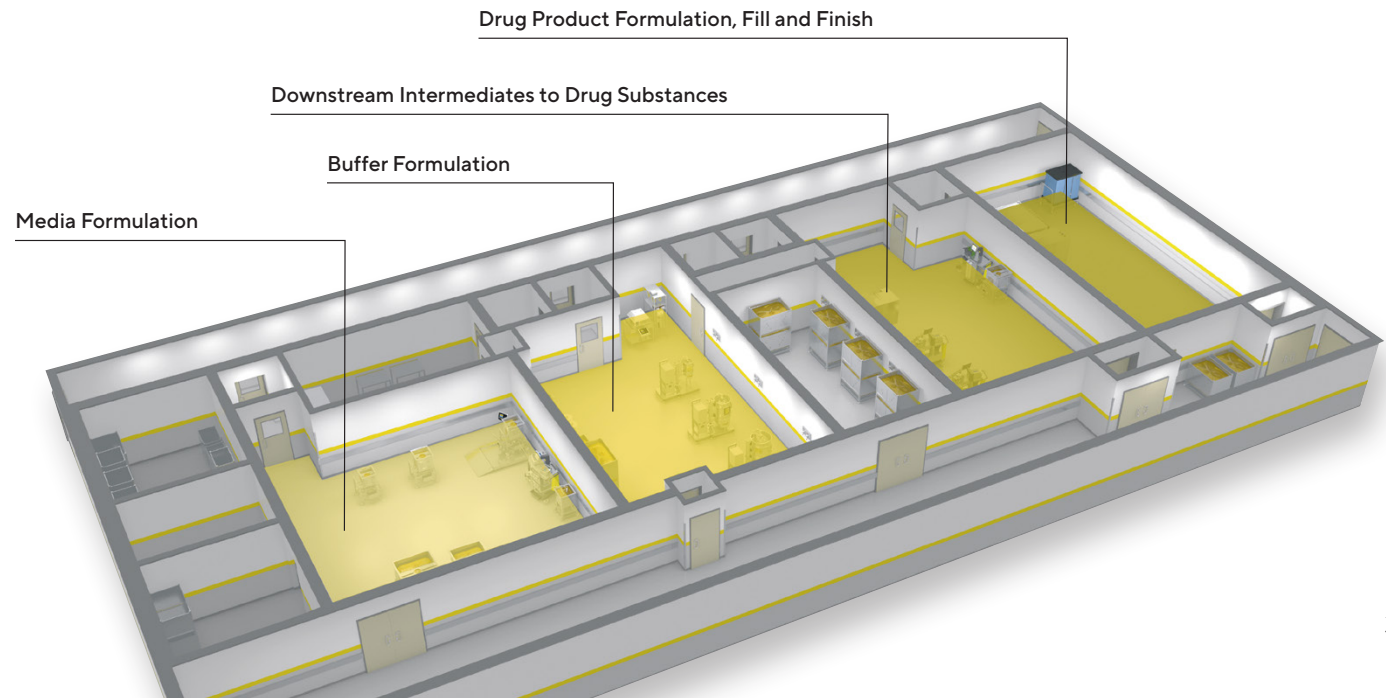 Drug Product Formulation, Fill and Finish
Downstream Intermediates to Drug Substances
Buffer Formulation
Media Formulation